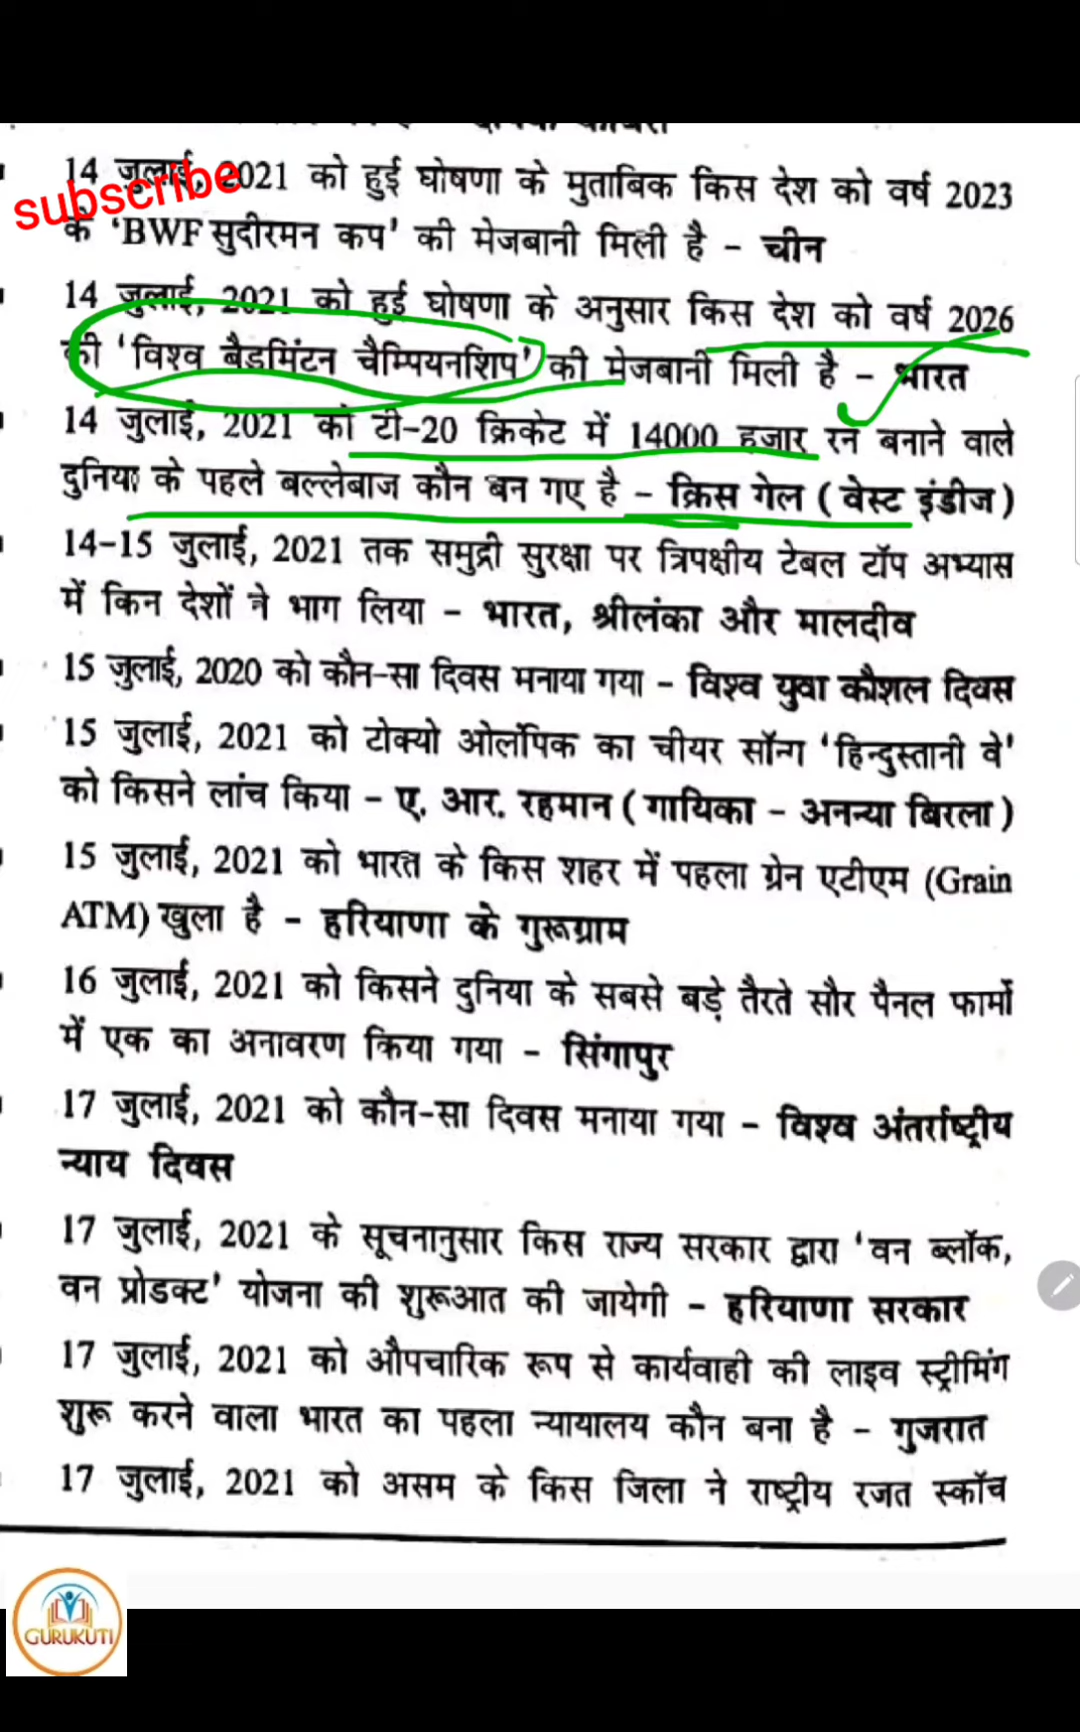 14 जुलाई, 2021 को हुई घोषणा के मुताबिक किस देश को वर्ष 2023
subscribe
के 'BWF सुदीरमन कप' की मेजबानी मिली है - चीन
14 जुलाई, 2021 को हुई घोषणा के अनुसार किस देश को वर्ष 2026
की 'विश्व बैडमिंटन चैम्पियनशिप' की मेजबानी मिली है - भारत
14 जुलाई, 2021 को टी-20 क्रिकेट में 14000 हजार रन बनाने वाले
दुनिया के पहले बल्लेबाज कौन बन गए है - क्रिस गेल (वेस्ट इंडीज)
14-15 जुलाई, 2021 तक समुद्री सुरक्षा पर त्रिपक्षीय टेबल टॉप अभ्यास
में किन देशों ने भाग लिया - भारत, श्रीलंका और मालदीव
15 जुलाई, 2020 को कौन-सा दिवस मनाया गया - विश्व युवा कौशल दिवस
15 जुलाई, 2021 को टोक्यो ओलंपिक का चीयर सॉन्ग 'हिन्दुस्तानी वे'
को किसने लांच किया - ए. आर. रहमान (गायिका - अनन्या बिरला)
15 जुलाई, 2021 को भारत के किस शहर में पहला ग्रेन एटीएम (Grain
ATM) खुला है - हरियाणा के गुरूग्राम
16 जुलाई, 2021 को किसने दुनिया के सबसे बड़े तैरते सौर पैनल फार्मो
में एक का अनावरण किया गया - सिंगापुर
17 जुलाई, 2021 को कौन-सा दिवस मनाया गया - विश्व अंतर्राष्ट्रीय
न्याय दिवस
17 जुलाई, 2021 के सूचनानुसार किस राज्य सरकार द्वारा 'वन ब्लॉक,
वन प्रोडक्ट' योजना की शुरूआत की जायेगी - हरियाणा सरकार
17 जुलाई, 2021 को औपचारिक रूप से कार्यवाही की लाइव स्ट्रीमिंग
शुरू करने वाला भारत का पहला न्यायालय कौन बना है - गुजरात
17 जुलाई, 2021 को असम के किस जिला ने राष्ट्रीय रजत स्कॉच
GURUKUTI